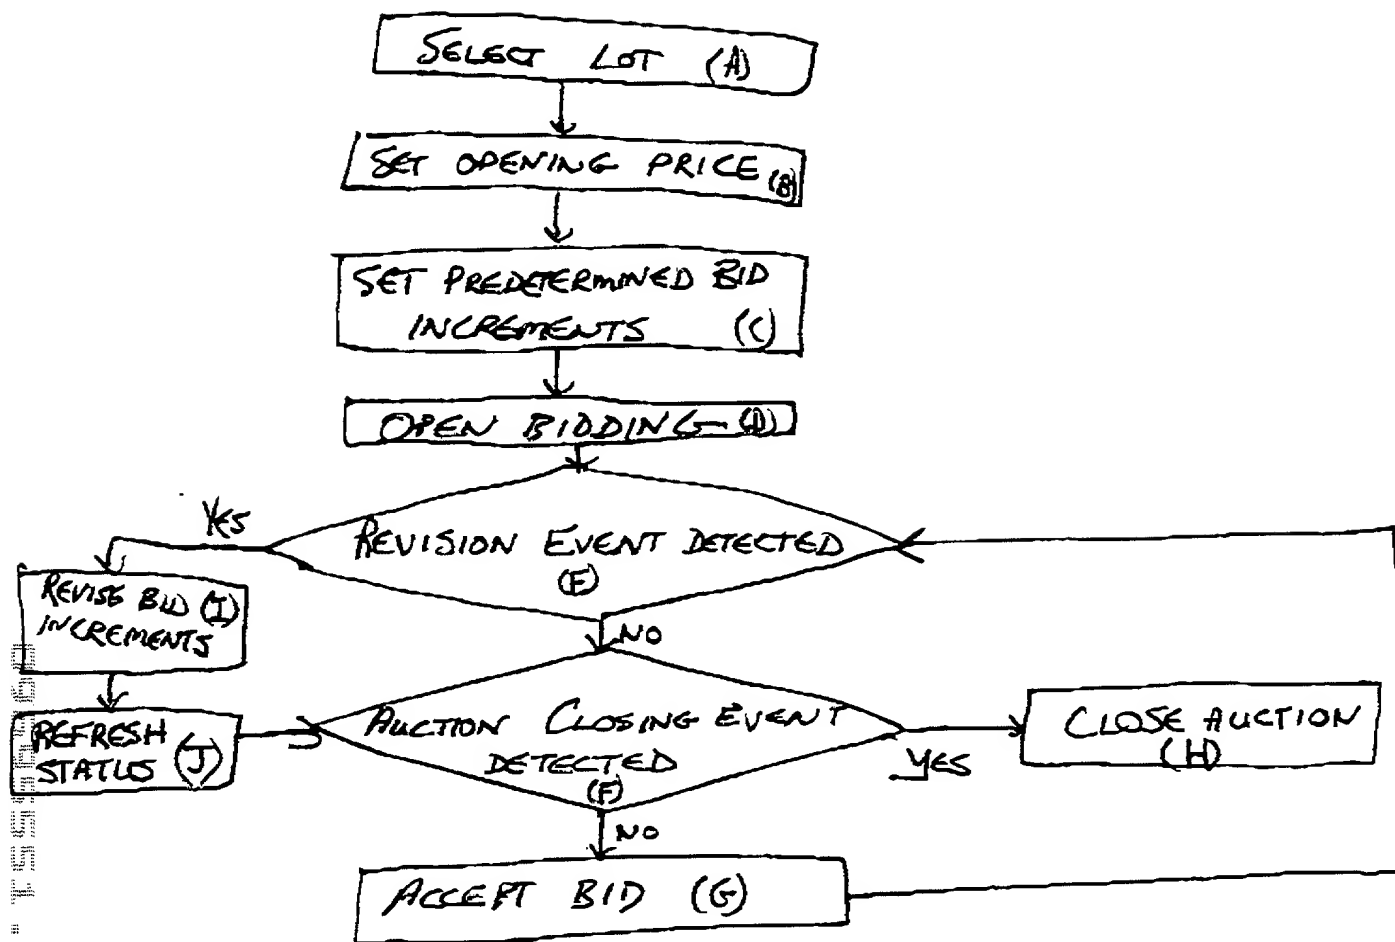 SELECT LOT (A)
SET OPENING PRICE (B)
SET PREDETERMINED BID
INCREMENTS (C)
OPEN BIDDING (D)
YES
REVISION EVENT DETECTED
(E)
REVISE BID (I)
INCREMENTS
NO
REFRESH
STATUS (J)
AUCTION CLOSING EVENT
DETECTED
(F)
YES
CLOSE AUCTION
(H)
NO
ACCEPT BID (G)